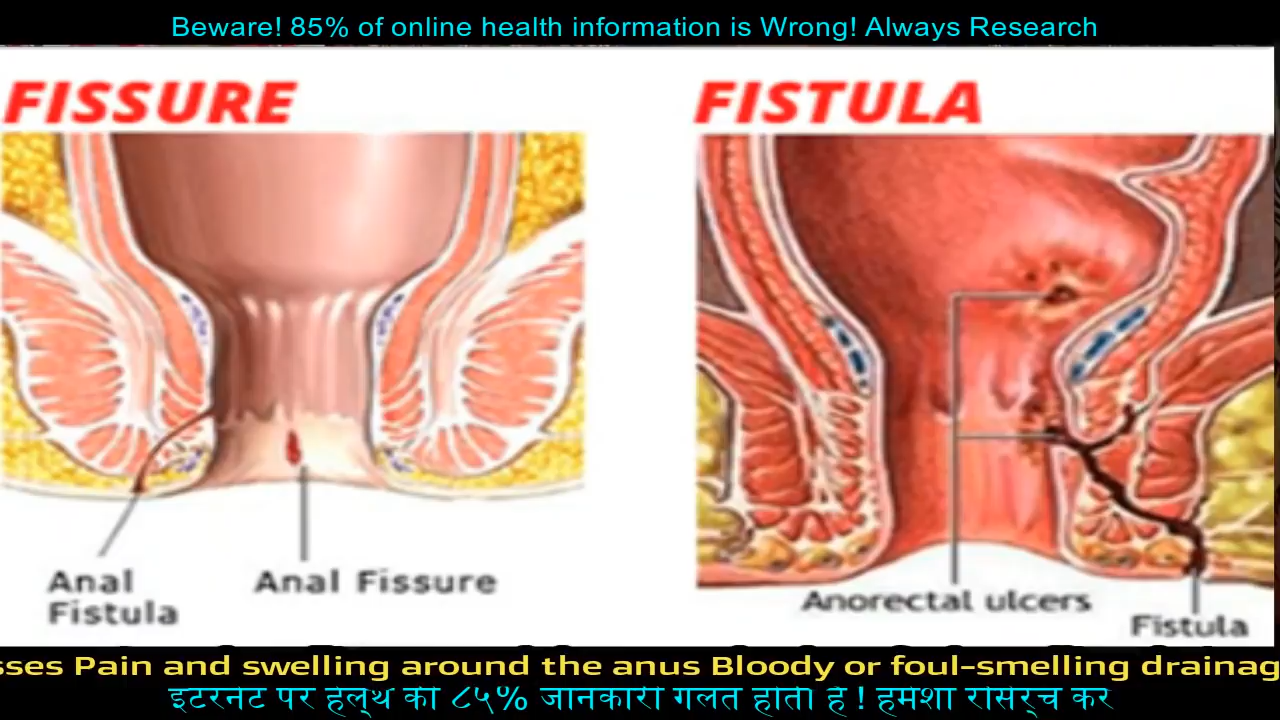 Beware! 85% of online health information is Wrong! Always Research
FISSURE
FISTULA
Anal
Fistula
Anal Fissure
Anorectal ulcers
Fistula
sses Pain and swelling around the anus Bloody or foul-smelling drainag
इंटरनेट पर हेल्थ की ८५% जानकारी गलत होती है ! हमेशा रिसर्च करें